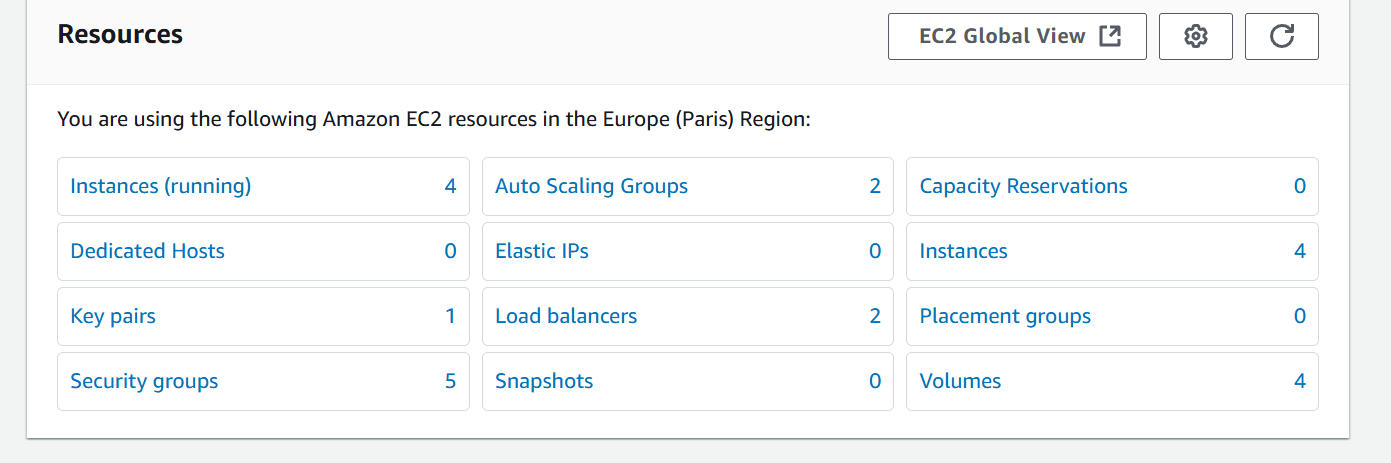 Resources
EC2 Global View
You are using the following Amazon EC2 resources in the Europe (Paris) Region:
Instances (running) 4 Auto Scaling Groups 2 Capacity Reservations 0
Dedicated Hosts 0 Elastic IPs 0 Instances 4
Key pairs 1 Load balancers 2 Placement groups 0
Security groups 5 Snapshots 0 Volumes 4